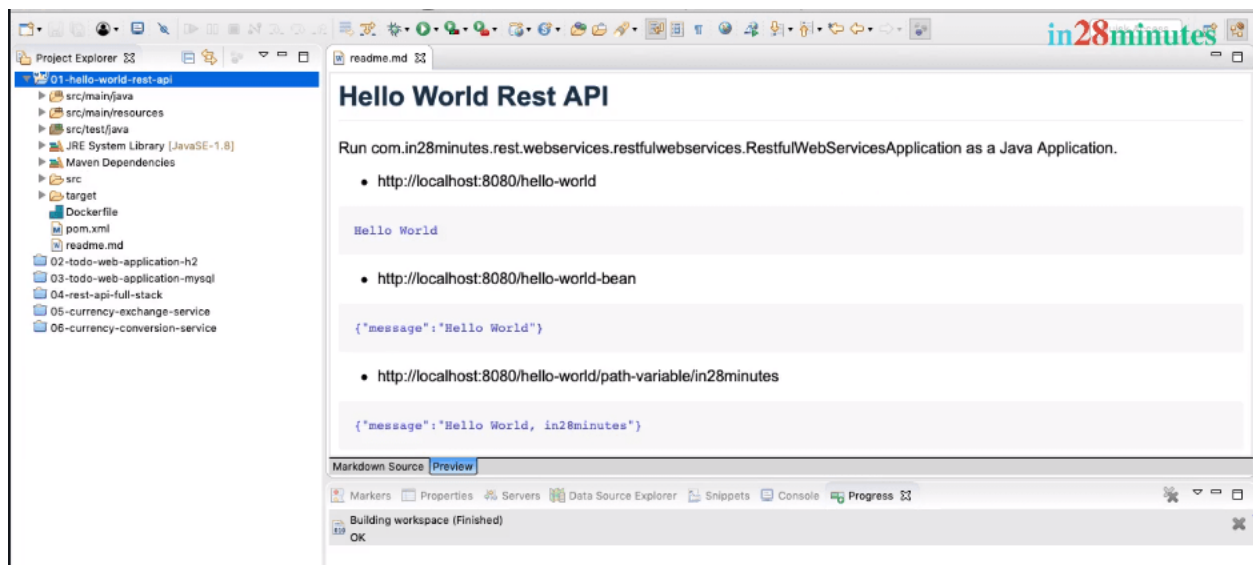 in28minutes
Project Explorer
readme.md
01-hello-world-rest-api
src/main/java
src/main/resources
src/test/java
JRE System Library [JavaSE-1.8]
Maven Dependencies
src
target
Dockerfile
pom.xml
readme.md
02-todo-web-application-h2
03-todo-web-application-mysql
04-rest-api-full-stack
05-currency-exchange-service
06-currency-conversion-service
Hello World Rest API
Run com.in28minutes.rest.webservices.restfulwebservices.RestfulWebServicesApplication as a Java Application.
• http://localhost:8080/hello-world
Hello World
• http://localhost:8080/hello-world-bean
{"message":"Hello World"}
• http://localhost:8080/hello-world/path-variable/in28minutes
{"message":"Hello World, in28minutes"}
Markdown Source Preview
Markers Properties Servers Data Source Explorer Snippets Console Progress
Building workspace (Finished)
OK